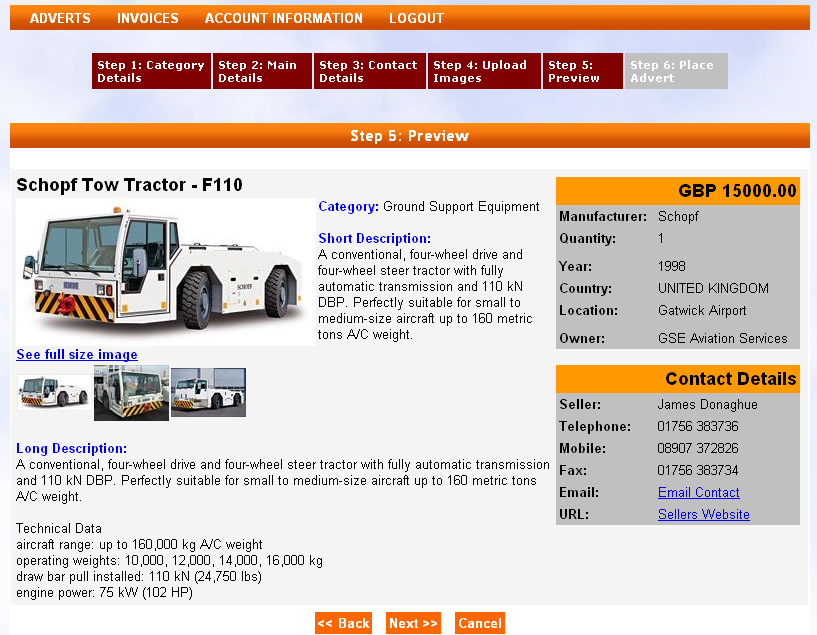 ADVERTS INVOICES ACCOUNT INFORMATION LOGOUT
Step 1: Category Details
Step 2: Main Details
Step 3: Contact Details
Step 4: Upload Images
Step 5: Preview
Step 6: Place Advert
Step 5: Preview
Schopf Tow Tractor - F110
SCHOPF
Category: Ground Support Equipment
Short Description:
A conventional, four-wheel drive and
four-wheel steer tractor with fully
automatic transmission and 110 kN
DBP. Perfectly suitable for small to
medium-size aircraft up to 160 metric
tons A/C weight.
See full size image
Long Description:
A conventional, four-wheel drive and four-wheel steer tractor with fully automatic transmission
and 110 kN DBP. Perfectly suitable for small to medium-size aircraft up to 160 metric tons
A/C weight.
Technical Data
aircraft range: up to 160,000 kg A/C weight
operating weights: 10,000, 12,000, 14,000, 16,000 kg
draw bar pull installed: 110 kN (24,750 lbs)
engine power: 75 kW (102 HP)
GBP 15000.00
Manufacturer: Schopf
Quantity: 1
Year: 1998
Country: UNITED KINGDOM
Location: Gatwick Airport
Owner: GSE Aviation Services
Contact Details
Seller: James Donaghue
Telephone: 01756 383736
Mobile: 08907 372826
Fax: 01756 383734
Email: Email Contact
URL: Sellers Website
<< Back Next >> Cancel